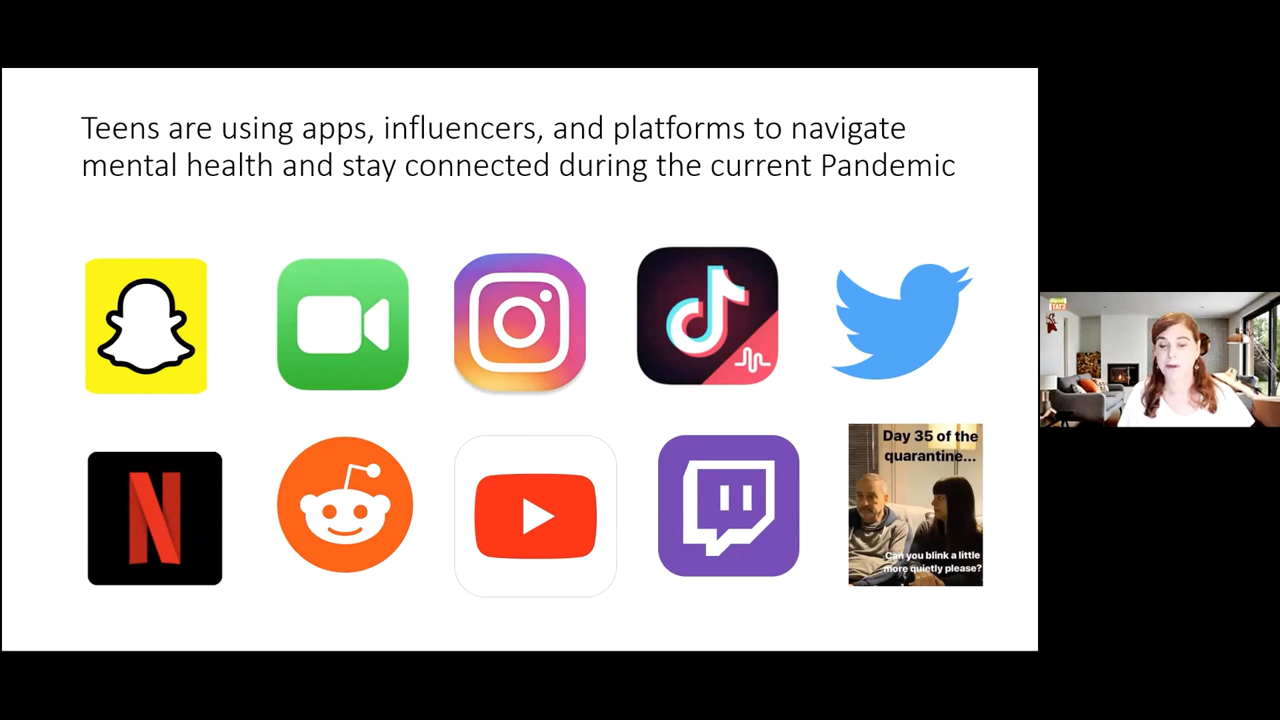 Teens are using apps, influencers, and platforms to navigate
mental health and stay connected during the current Pandemic
N
Day 35 of the
quarantine...
Can you blink a little
more quietly please?